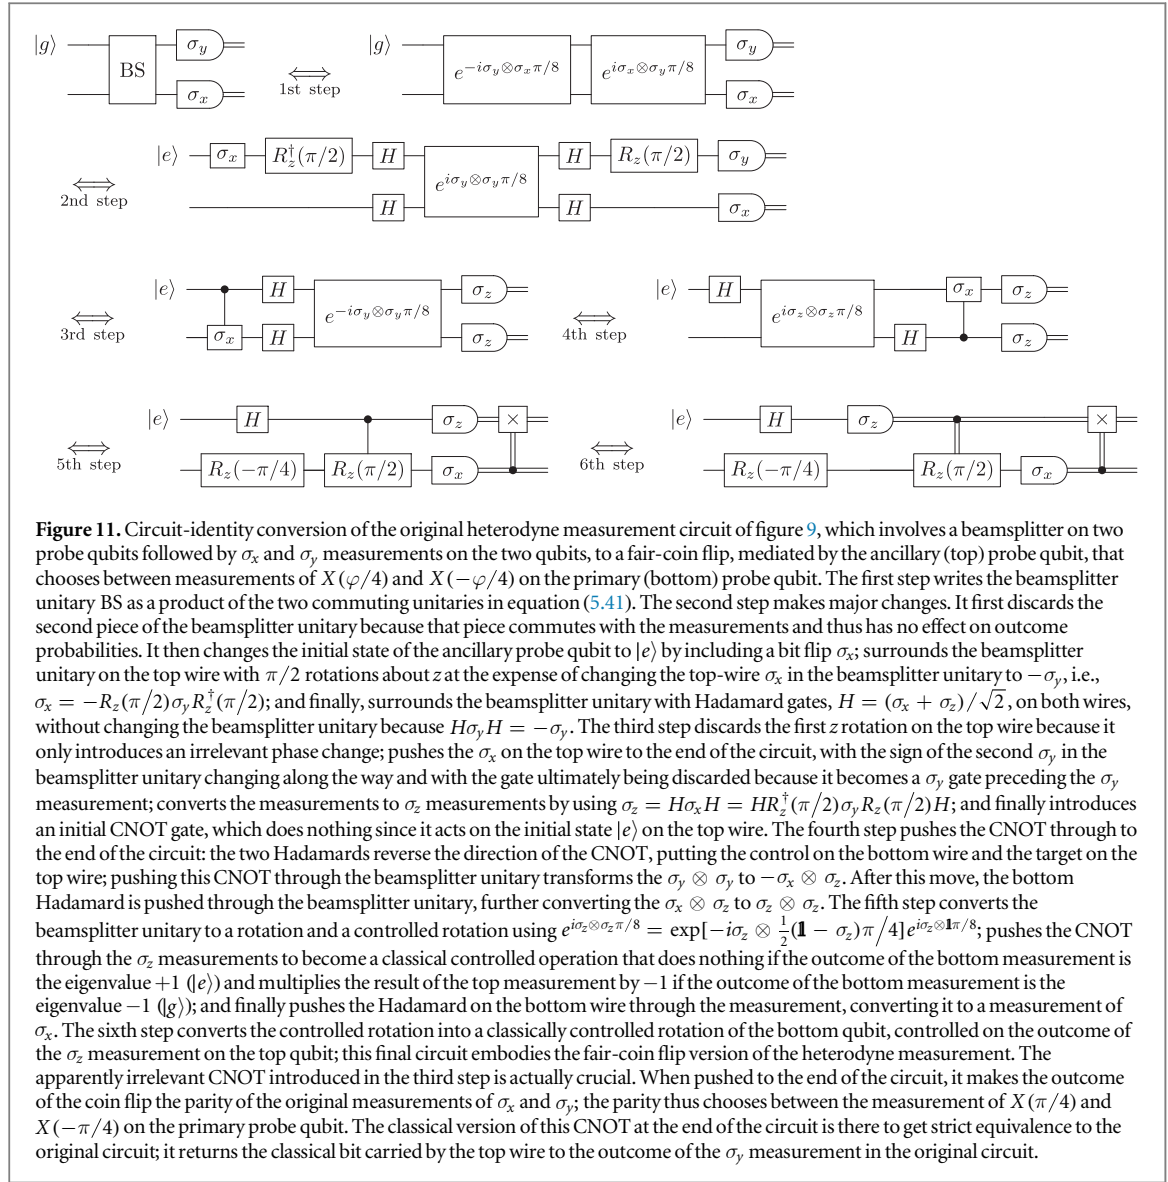 |g⟩ BS σ_y σ_x ⟺ 1st step |g⟩ e^{−iσ_y⊗σ_xπ/8} e^{iσ_x⊗σ_yπ/8} σ_y σ_x
⟺ 2nd step |e⟩ σ_x R_z^†(π/2) H H e^{iσ_y⊗σ_yπ/8} H H R_z(π/2) σ_y σ_x
⟺ 3rd step |e⟩ σ_x H H e^{−iσ_y⊗σ_yπ/8} σ_z σ_z ⟺ 4th step |e⟩ H e^{iσ_z⊗σ_zπ/8} H σ_x σ_z σ_z
⟺ 5th step |e⟩ H R_z(−π/4) R_z(π/2) σ_z σ_x × ⟺ 6th step |e⟩ H σ_z R_z(−π/4) R_z(π/2) σ_x ×
Figure 11. Circuit-identity conversion of the original heterodyne measurement circuit of figure 9, which involves a beamsplitter on two
probe qubits followed by σ_x and σ_y measurements on the two qubits, to a fair-coin flip, mediated by the ancillary (top) probe qubit, that
chooses between measurements of X(φ/4) and X(−φ/4) on the primary (bottom) probe qubit. The first step writes the beamsplitter
unitary BS as a product of the two commuting unitaries in equation (5.41). The second step makes major changes. It first discards the
second piece of the beamsplitter unitary because that piece commutes with the measurements and thus has no effect on outcome
probabilities. It then changes the initial state of the ancillary probe qubit to |e⟩ by including a bit flip σ_x; surrounds the beamsplitter
unitary on the top wire with π/2 rotations about z at the expense of changing the top-wire σ_x in the beamsplitter unitary to −σ_y, i.e.,
σ_x = −R_z(π/2)σ_y R_z^†(π/2); and finally, surrounds the beamsplitter unitary with Hadamard gates, H = (σ_x + σ_z)/√2, on both wires,
without changing the beamsplitter unitary because Hσ_yH = −σ_y. The third step discards the first z rotation on the top wire because it
only introduces an irrelevant phase change; pushes the σ_x on the top wire to the end of the circuit, with the sign of the second σ_y in the
beamsplitter unitary changing along the way and with the gate ultimately being discarded because it becomes a σ_y gate preceding the σ_y
measurement; converts the measurements to σ_z measurements by using σ_z = Hσ_xH = HR_z^†(π/2)σ_yR_z(π/2)H; and finally introduces
an initial CNOT gate, which does nothing since it acts on the initial state |e⟩ on the top wire. The fourth step pushes the CNOT through to
the end of the circuit: the two Hadamards reverse the direction of the CNOT, putting the control on the bottom wire and the target on the
top wire; pushing this CNOT through the beamsplitter unitary transforms the σ_y ⊗ σ_y to −σ_x ⊗ σ_z. After this move, the bottom
Hadamard is pushed through the beamsplitter unitary, further converting the σ_x ⊗ σ_z to σ_z ⊗ σ_z. The fifth step converts the
beamsplitter unitary to a rotation and a controlled rotation using e^{iσ_z⊗σ_zπ/8} = exp[−iσ_z ⊗ ½(𝟙 − σ_z)π/4]e^{iσ_z⊗𝟙π/8}; pushes the CNOT
through the σ_z measurements to become a classical controlled operation that does nothing if the outcome of the bottom measurement is
the eigenvalue +1 (|e⟩) and multiplies the result of the top measurement by −1 if the outcome of the bottom measurement is the
eigenvalue −1 (|g⟩); and finally pushes the Hadamard on the bottom wire through the measurement, converting it to a measurement of
σ_x. The sixth step converts the controlled rotation into a classically controlled rotation of the bottom qubit, controlled on the outcome of
the σ_z measurement on the top qubit; this final circuit embodies the fair-coin flip version of the heterodyne measurement. The
apparently irrelevant CNOT introduced in the third step is actually crucial. When pushed to the end of the circuit, it makes the outcome
of the coin flip the parity of the original measurements of σ_x and σ_y; the parity thus chooses between the measurement of X(π/4) and
X(−π/4) on the primary probe qubit. The classical version of this CNOT at the end of the circuit is there to get strict equivalence to the
original circuit; it returns the classical bit carried by the top wire to the outcome of the σ_y measurement in the original circuit.